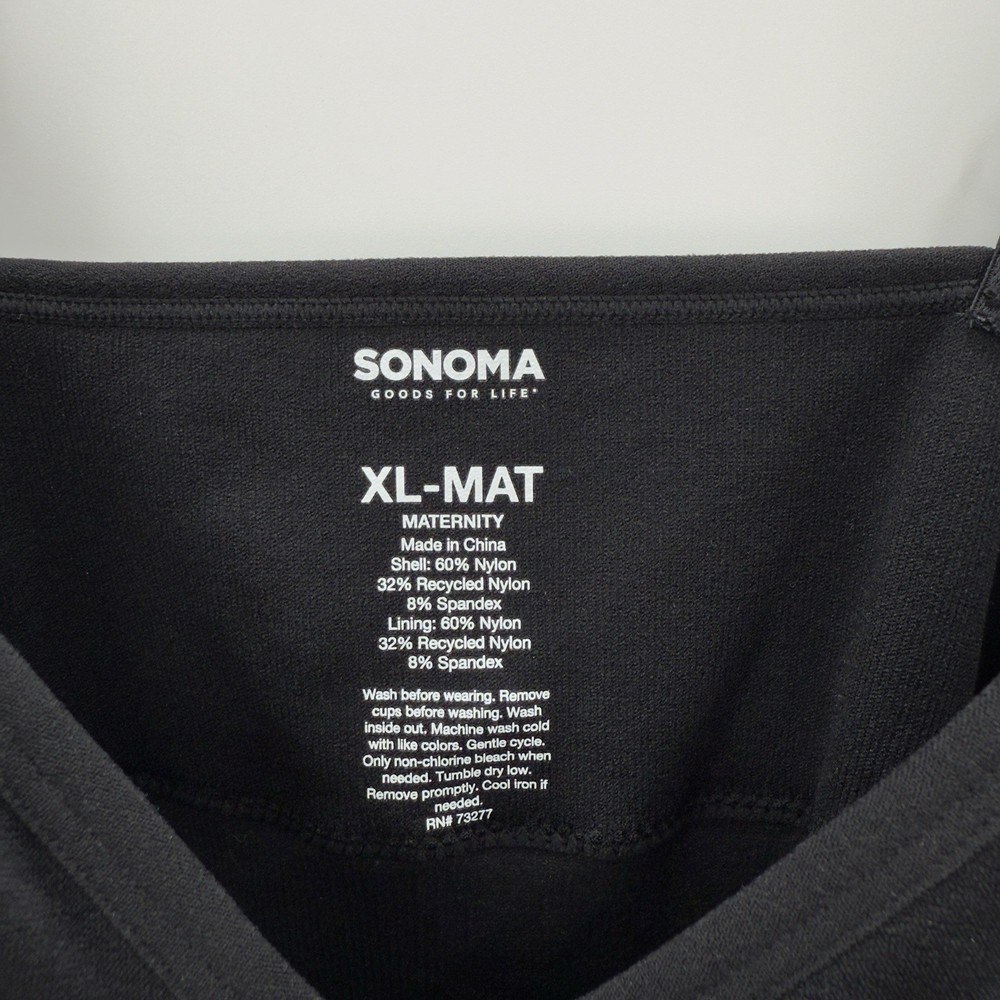 SONOMA
GOODS FOR LIFE*
XL-MAT
MATERNITY
Made in China
Shell: 60% Nylon
32% Recycled Nylon
8% Spandex
Lining: 60% Nylon
32% Recycled Nylon
8% Spandex
Wash before wearing. Remove
cups before washing. Wash
inside out. Machine wash cold
with like colors. Gentle cycle.
Only non-chlorine bleach when
needed. Tumble dry low.
Remove promptly. Cool iron if
needed.
RN# 73277